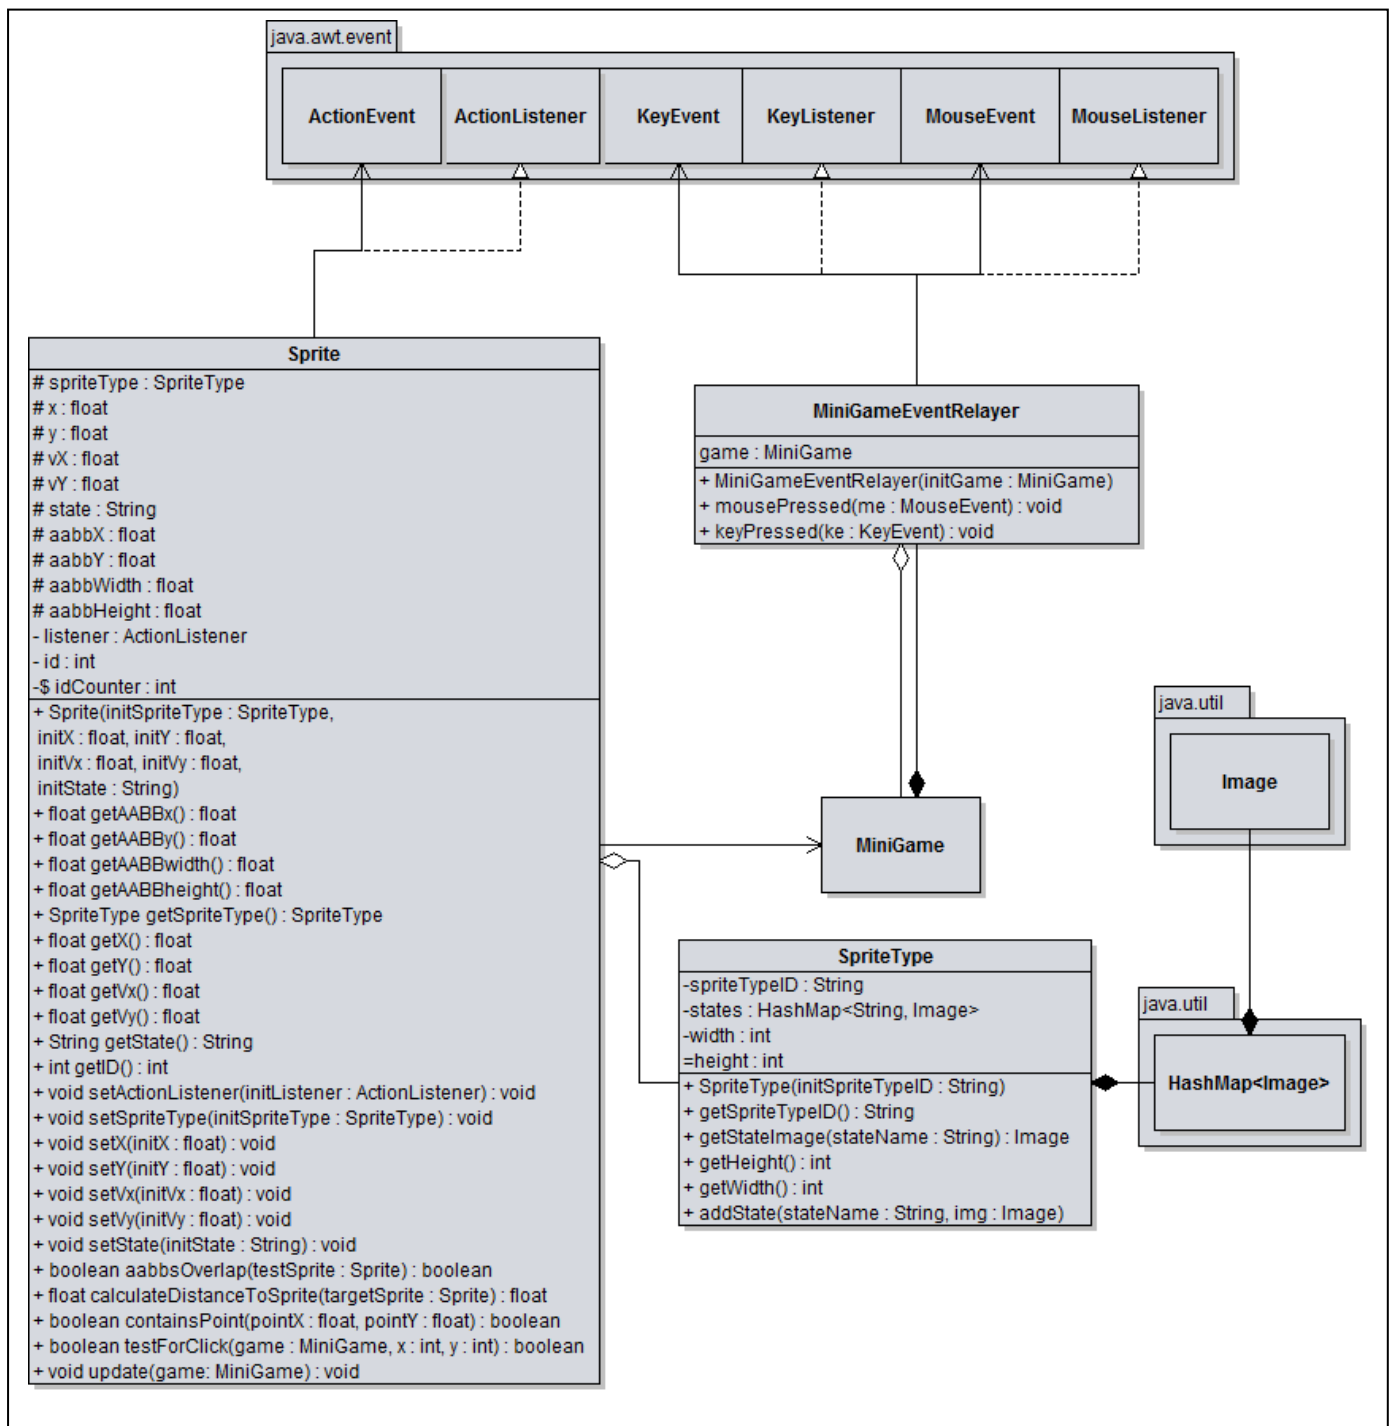 java.awt.event
ActionEvent
ActionListener
KeyEvent
KeyListener
MouseEvent
MouseListener
Sprite
# spriteType : SpriteType
# x : float
# y : float
# vX : float
# vY : float
# state : String
# aabbX : float
# aabbY : float
# aabbWidth : float
# aabbHeight : float
- listener : ActionListener
- id : int
-$ idCounter : int
+ Sprite(initSpriteType : SpriteType,
initX : float, initY : float,
initVx : float, initVy : float,
initState : String)
+ float getAABBx() : float
+ float getAABBy() : float
+ float getAABBwidth() : float
+ float getAABBheight() : float
+ SpriteType getSpriteType() : SpriteType
+ float getX() : float
+ float getY() : float
+ float getVx() : float
+ float getVy() : float
+ String getState() : String
+ int getID() : int
+ void setActionListener(initListener : ActionListener) : void
+ void setSpriteType(initSpriteType : SpriteType) : void
+ void setX(initX : float) : void
+ void setY(initY : float) : void
+ void setVx(initVx : float) : void
+ void setVy(initVy : float) : void
+ void setState(initState : String) : void
+ boolean aabbsOverlap(testSprite : Sprite) : boolean
+ float calculateDistanceToSprite(targetSprite : Sprite) : float
+ boolean containsPoint(pointX : float, pointY : float) : boolean
+ boolean testForClick(game : MiniGame, x : int, y : int) : boolean
+ void update(game: MiniGame) : void
MiniGameEventRelayer
game : MiniGame
+ MiniGameEventRelayer(initGame : MiniGame)
+ mousePressed(me : MouseEvent) : void
+ keyPressed(ke : KeyEvent) : void
MiniGame
java.util
Image
SpriteType
-spriteTypeID : String
-states : HashMap<String, Image>
-width : int
=height : int
+ SpriteType(initSpriteTypeID : String)
+ getSpriteTypeID() : String
+ getStateImage(stateName : String) : Image
+ getHeight() : int
+ getWidth() : int
+ addState(stateName : String, img : Image)
java.util
HashMap<Image>